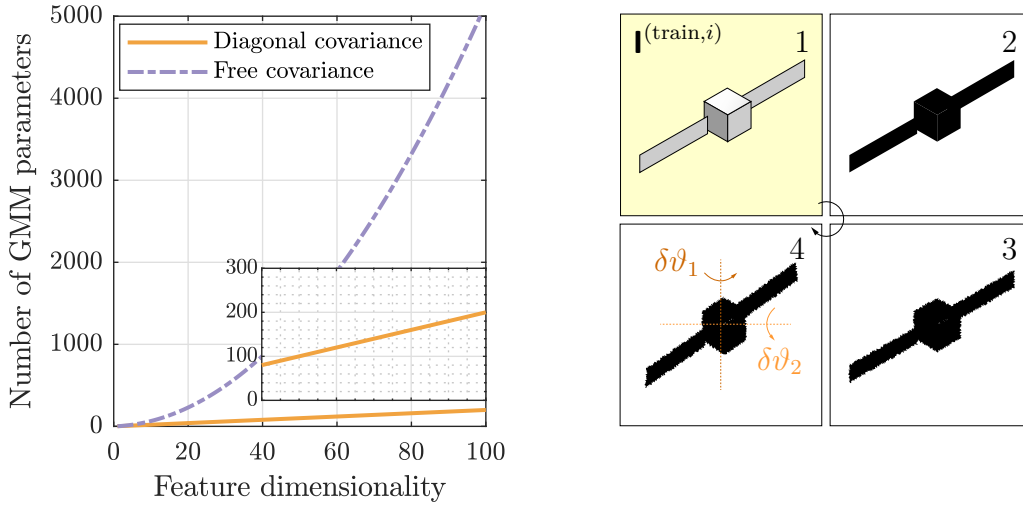 Number of GMM parameters
5000
4000
3000
2000
1000
0
Diagonal covariance
Free covariance
300
200
100
0
0 20 40 60 80 100
Feature dimensionality
I(train,i)
1
2
4
δϑ1
δϑ2
3